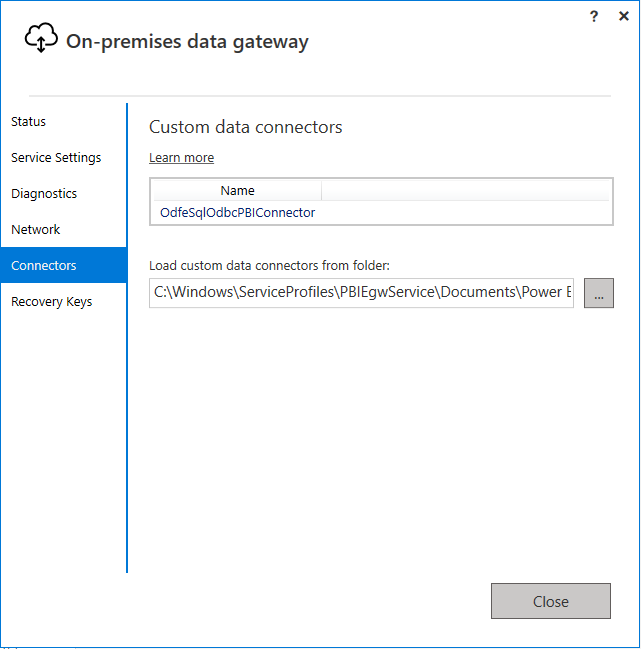 ? ×
On-premises data gateway
Status
Service Settings
Diagnostics
Network
Connectors
Recovery Keys
Custom data connectors
Learn more
Name
OdfeSqlOdbcPBIConnector
Load custom data connectors from folder:
C:\Windows\ServiceProfiles\PBIEgwService\Documents\Power
...
Close